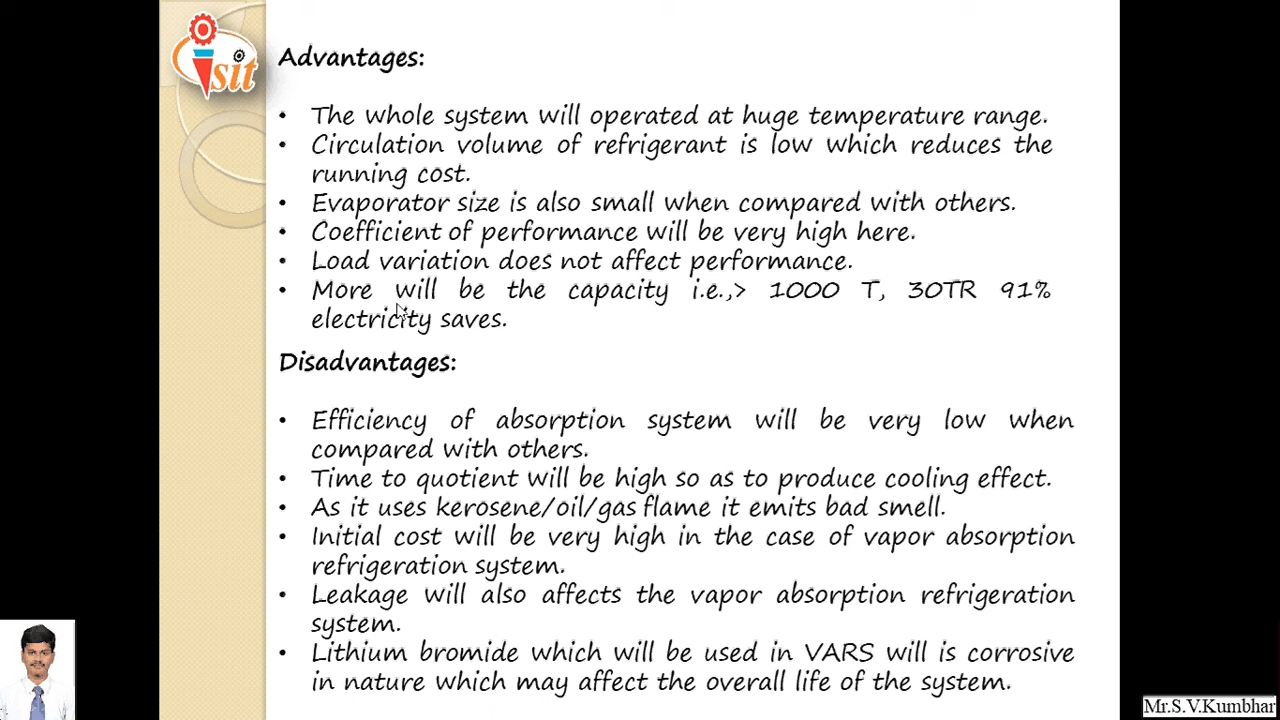 sit
Advantages:
• The whole system will operated at huge temperature range.
• Circulation volume of refrigerant is low which reduces the
running cost.
• Evaporator size is also small when compared with others.
• Coefficient of performance will be very high here.
• Load variation does not affect performance.
• More will be the capacity i.e.,> 1000 T, 30TR 91%
electricity saves.
Disadvantages:
• Efficiency of absorption system will be very low when
compared with others.
• Time to quotient will be high so as to produce cooling effect.
• As it uses kerosene/oil/gas flame it emits bad smell.
• Initial cost will be very high in the case of vapor absorption
refrigeration system.
• Leakage will also affects the vapor absorption refrigeration
system.
• Lithium bromide which will be used in VARS will is corrosive
in nature which may affect the overall life of the system.
Mr.S.V.Kumbhar